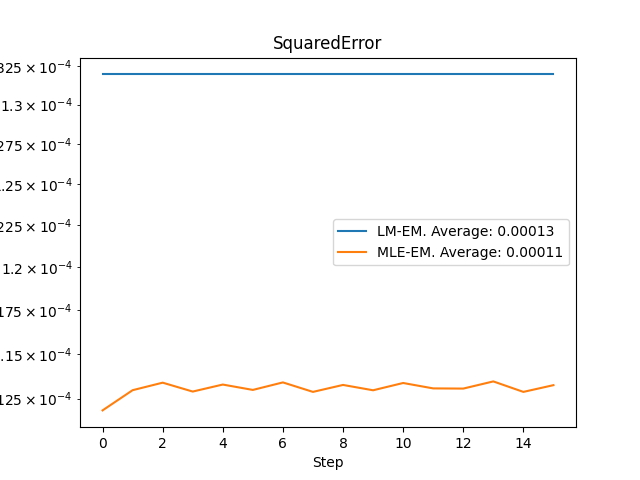 SquaredError
325 × 10⁻⁴
1.3 × 10⁻⁴
275 × 10⁻⁴
.25 × 10⁻⁴
225 × 10⁻⁴
1.2 × 10⁻⁴
175 × 10⁻⁴
.15 × 10⁻⁴
125 × 10⁻⁴
LM-EM. Average: 0.00013
MLE-EM. Average: 0.00011
0 2 4 6 8 10 12 14
Step